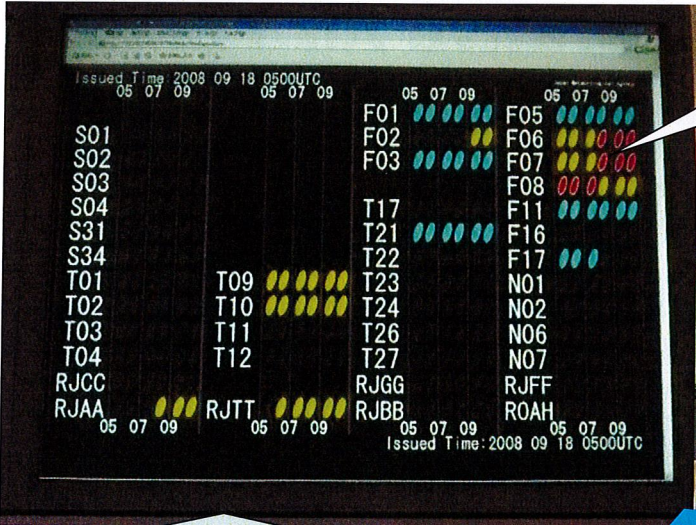 Issued Time:2008 09 18 0500UTC
05 07 09 05 07 09 05 07 09 05 07 09
F01 F05
S01 F02 F06
S02 F03 F07
S03 F08
S04 T17 F11
S31 T21 F16
S34 T22 F17
T01 T09 T23 N01
T02 T10 T24 N02
T03 T11 T26 N06
T04 T12 T27 N07
RJCC RJGG RJFF
RJAA RJTT RJBB ROAH
05 07 09 05 07 09 05 07 09 05 07 09
Issued Time:2008 09 18 0500UTC